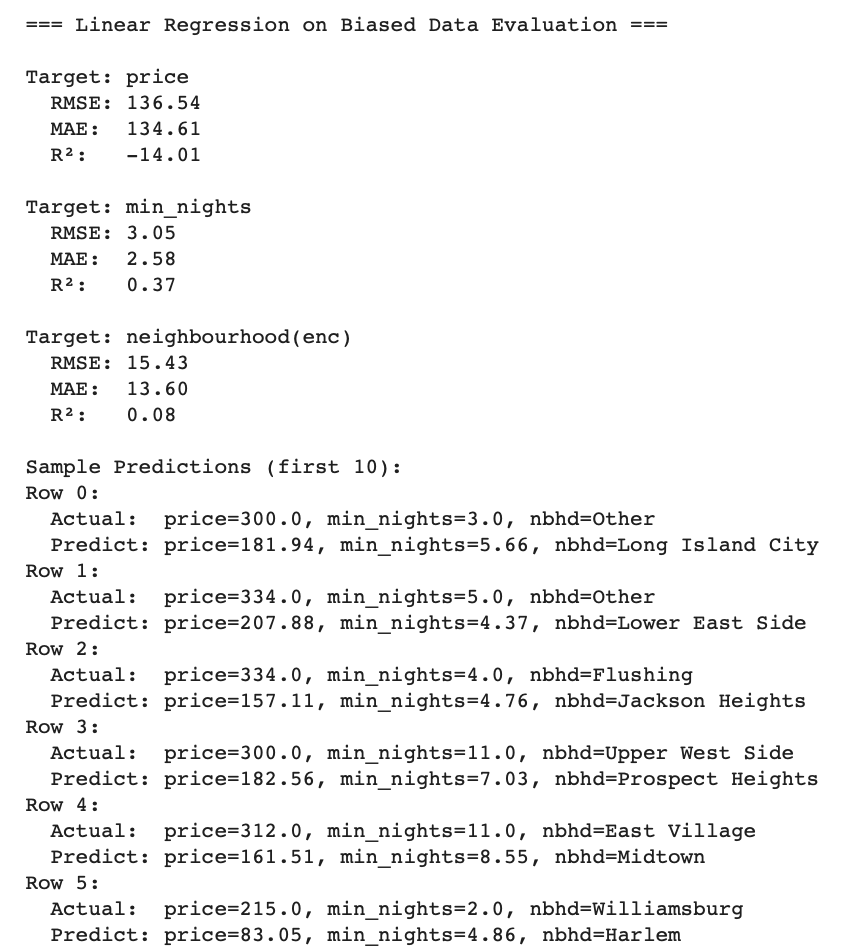 === Linear Regression on Biased Data Evaluation ===
Target: price
RMSE: 136.54
MAE: 134.61
R²: -14.01
Target: min_nights
RMSE: 3.05
MAE: 2.58
R²: 0.37
Target: neighbourhood(enc)
RMSE: 15.43
MAE: 13.60
R²: 0.08
Sample Predictions (first 10):
Row 0:
Actual: price=300.0, min_nights=3.0, nbhd=Other
Predict: price=181.94, min_nights=5.66, nbhd=Long Island City
Row 1:
Actual: price=334.0, min_nights=5.0, nbhd=Other
Predict: price=207.88, min_nights=4.37, nbhd=Lower East Side
Row 2:
Actual: price=334.0, min_nights=4.0, nbhd=Flushing
Predict: price=157.11, min_nights=4.76, nbhd=Jackson Heights
Row 3:
Actual: price=300.0, min_nights=11.0, nbhd=Upper West Side
Predict: price=182.56, min_nights=7.03, nbhd=Prospect Heights
Row 4:
Actual: price=312.0, min_nights=11.0, nbhd=East Village
Predict: price=161.51, min_nights=8.55, nbhd=Midtown
Row 5:
Actual: price=215.0, min_nights=2.0, nbhd=Williamsburg
Predict: price=83.05, min_nights=4.86, nbhd=Harlem